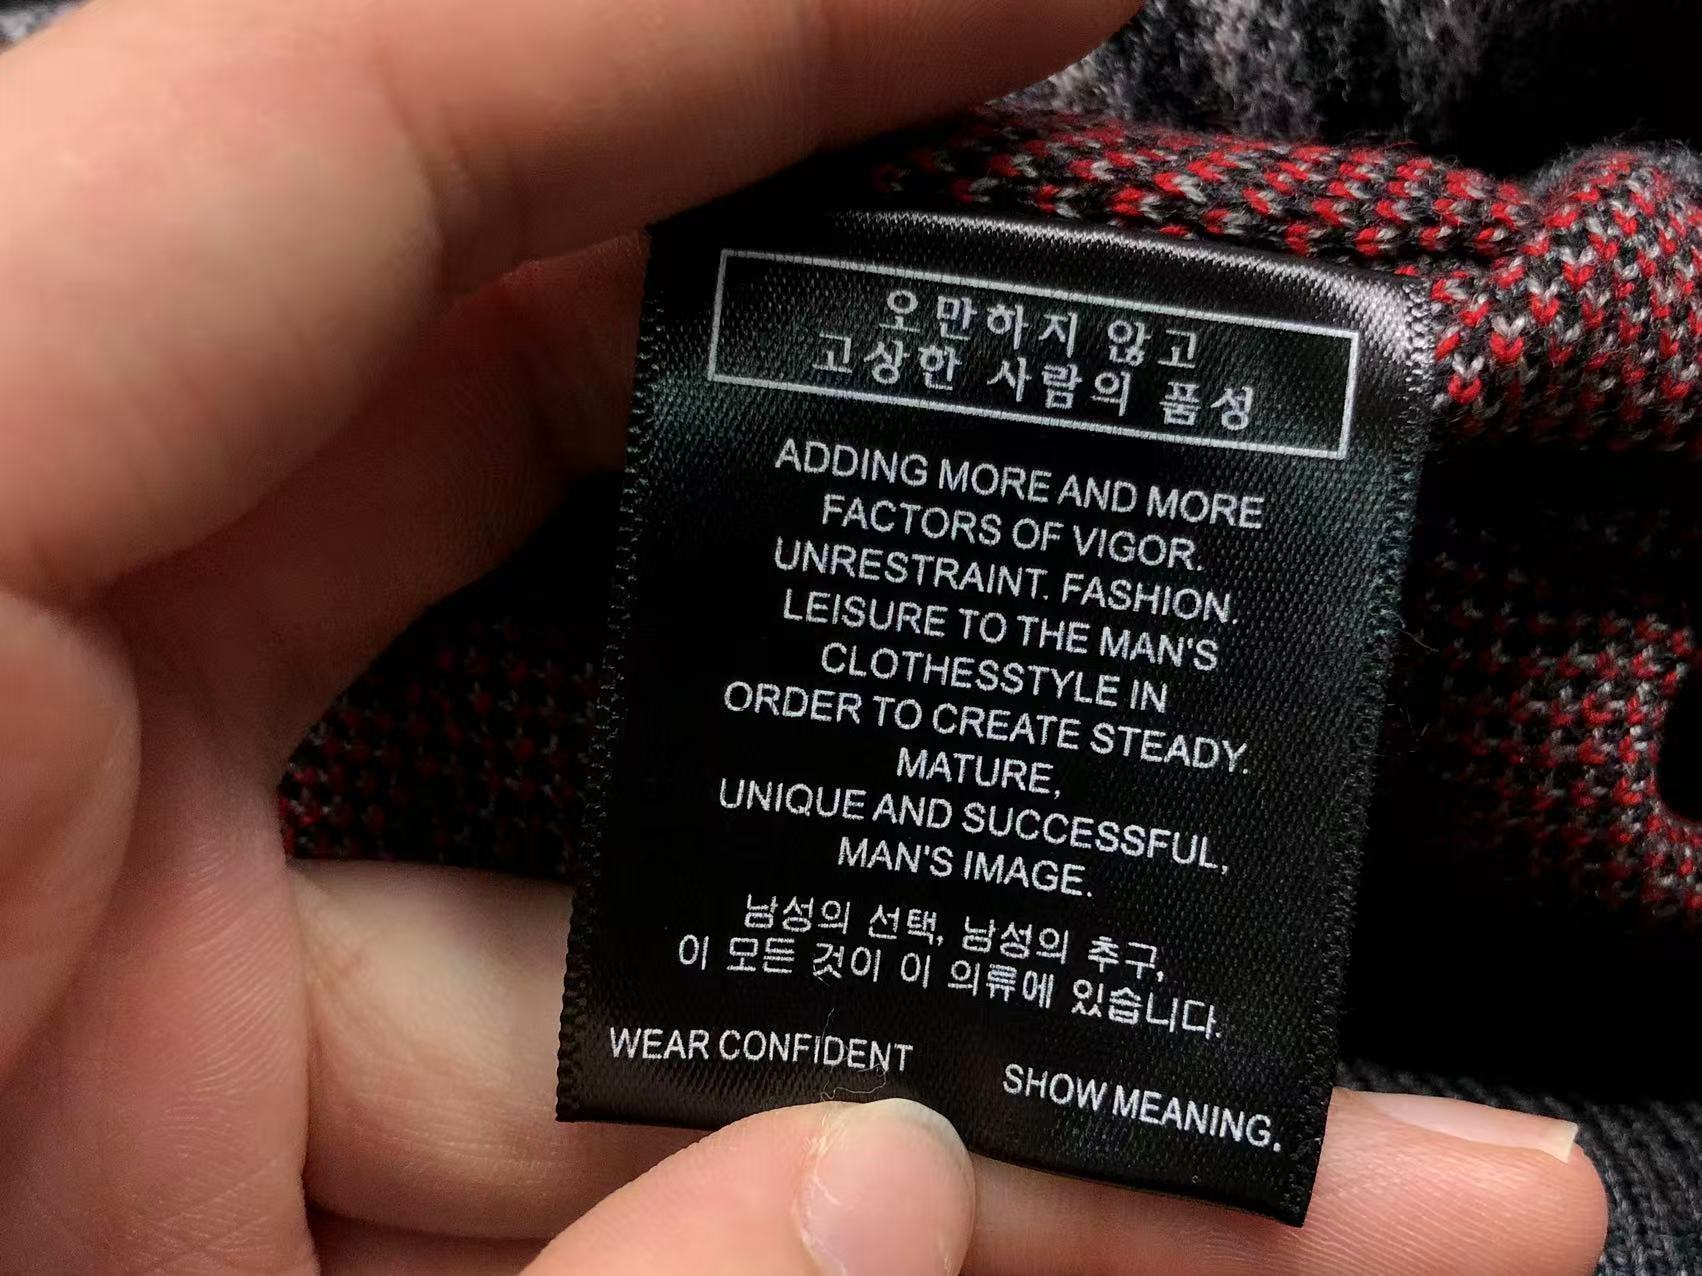 오만하지 않고
고상한 사람의 품성
ADDING MORE AND MORE
FACTORS OF VIGOR.
UNRESTRAINT. FASHION.
LEISURE TO THE MAN'S
CLOTHESSTYLE IN
ORDER TO CREATE STEADY.
MATURE,
UNIQUE AND SUCCESSFUL,
MAN'S IMAGE.
남성의 선택, 남성의 추구,
이 모든 것이 이 의류에 있습니다.
WEAR CONFIDENT SHOW MEANING.